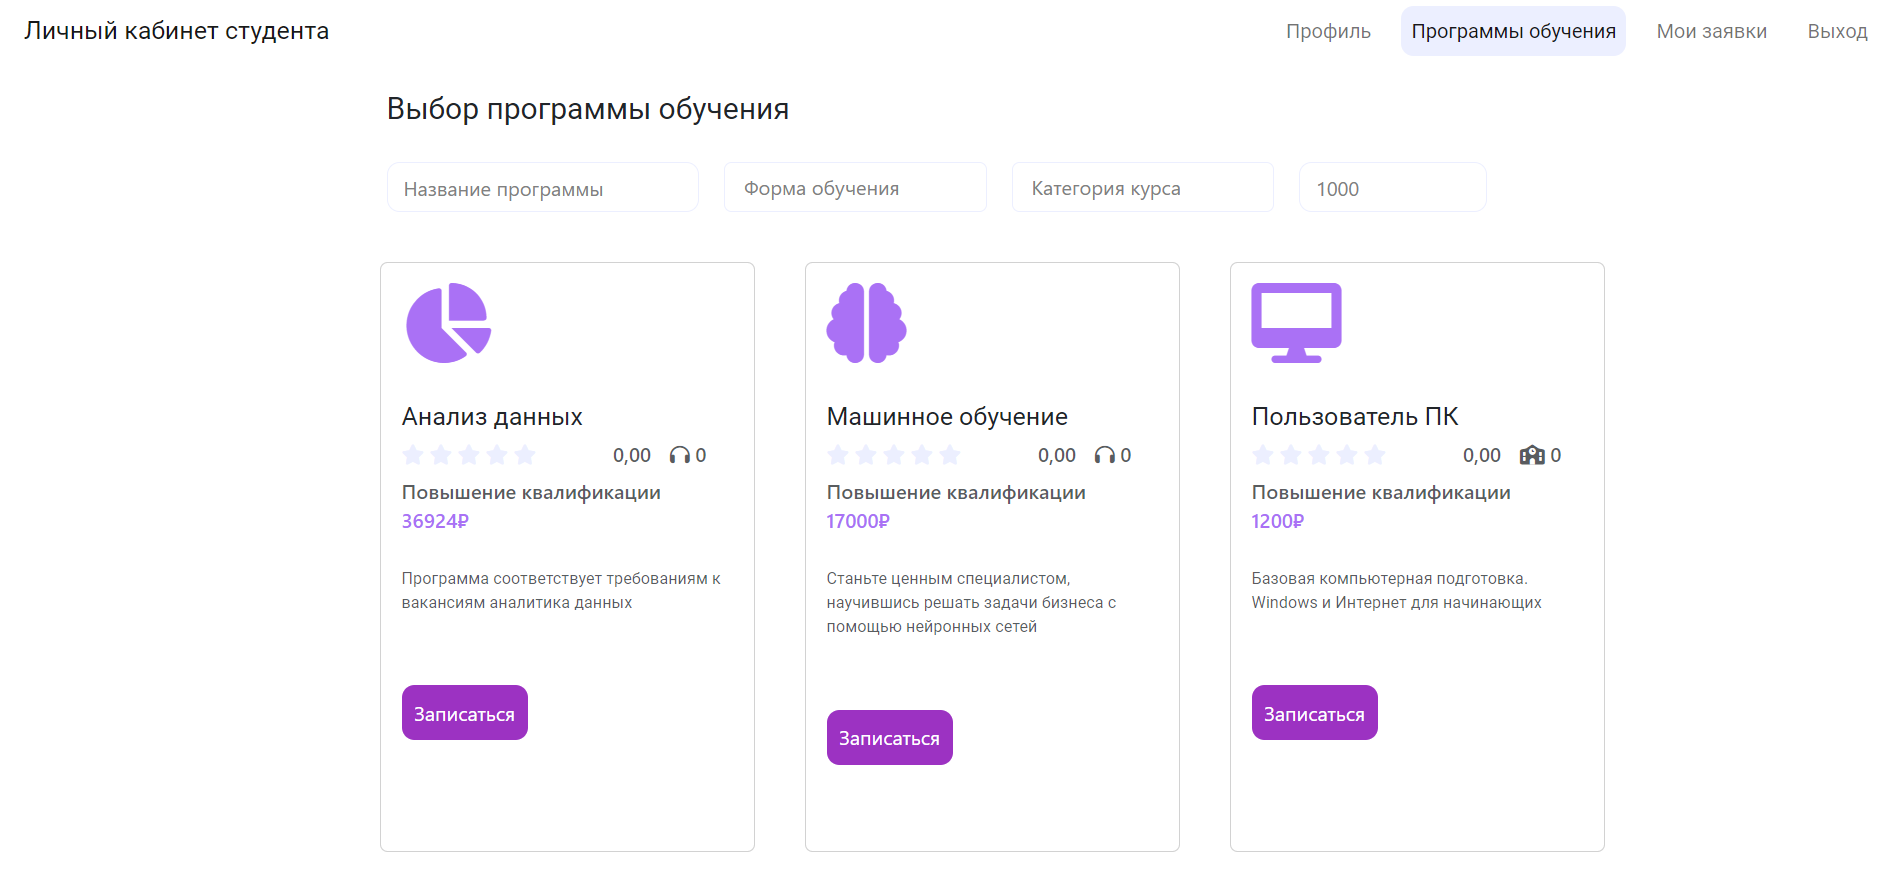 Личный кабинет студента
Профиль
Программы обучения
Мои заявки
Выход
Выбор программы обучения
Название программы
Форма обучения
Категория курса
1000
Анализ данных
0,00 0
Повышение квалификации
36924₽
Программа соответствует требованиям к
вакансиям аналитика данных
Записаться
Машинное обучение
0,00 0
Повышение квалификации
17000₽
Станьте ценным специалистом,
научившись решать задачи бизнеса с
помощью нейронных сетей
Записаться
Пользователь ПК
0,00 0
Повышение квалификации
1200₽
Базовая компьютерная подготовка.
Windows и Интернет для начинающих
Записаться